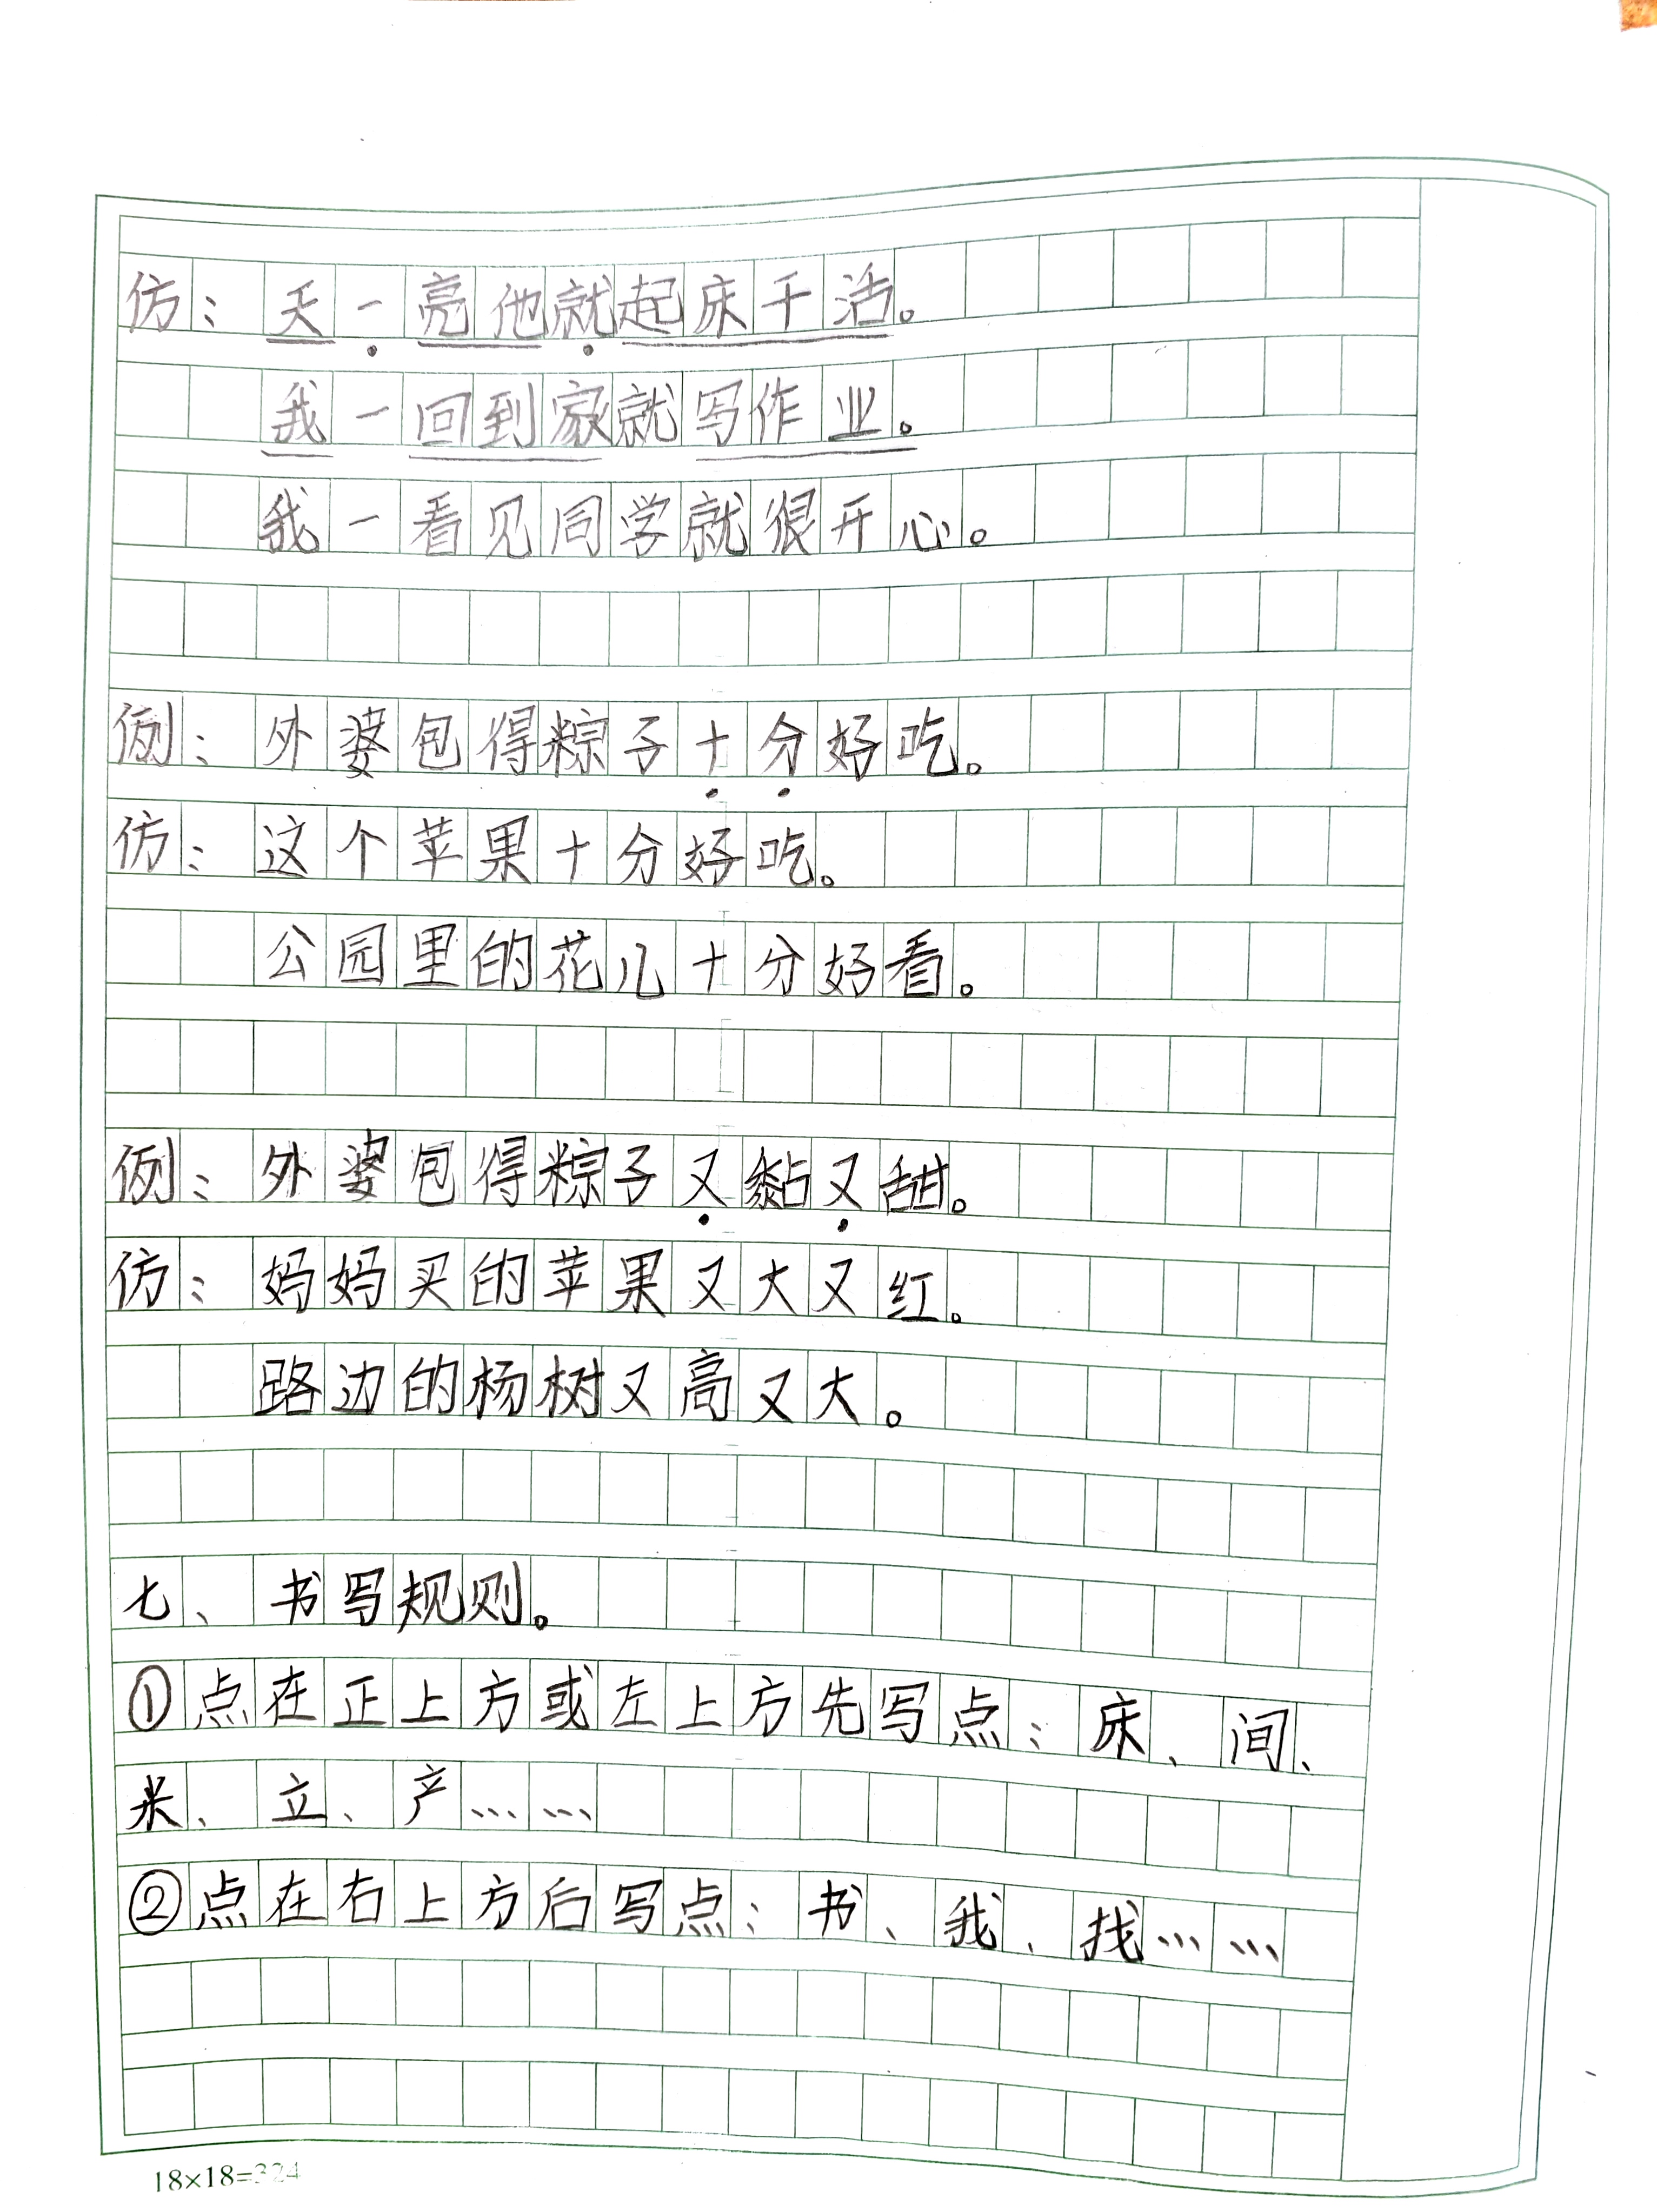 仿：天一亮他就起床干活。
我一回到家就写作业。
我一看见同学就很开心。
例：外婆包得粽子十分好吃。
仿：这个苹果十分好吃。
公园里的花儿十分好看。
例：外婆包得粽子又黏又甜。
仿：妈妈买的苹果又大又红。
路边的杨树又高又大。
七、书写规则。
①点在正上方或左上方先写点：床、间、
米、立、产……
②点在右上方后写点：书、我、找……
18×18=324